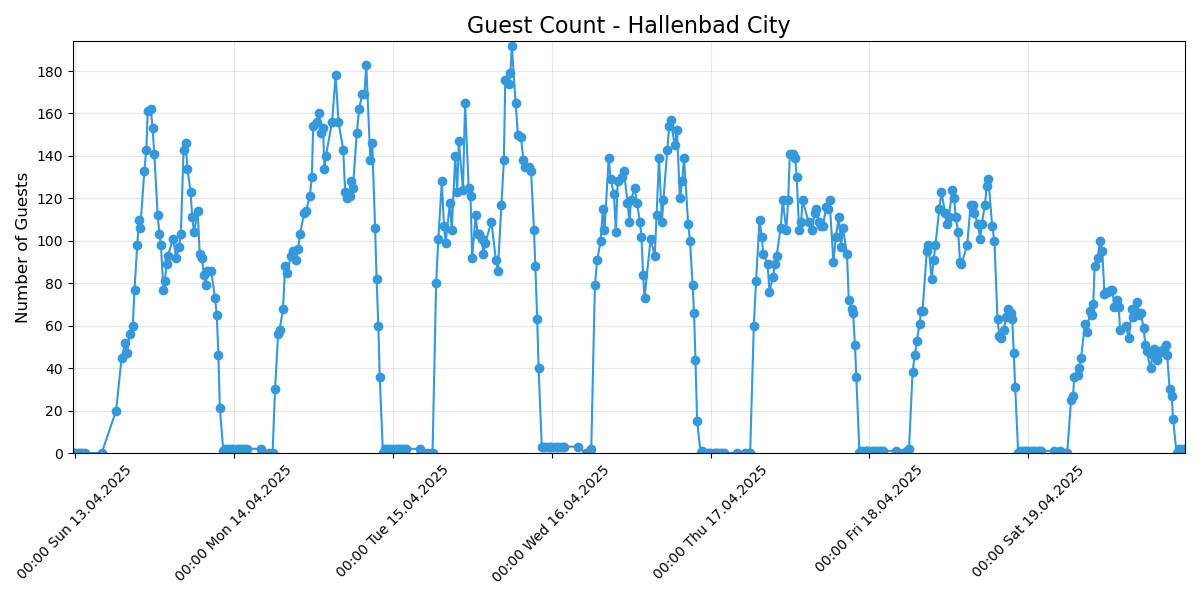 Guest Count - Hallenbad City
Number of Guests
180
160
140
120
100
80
60
40
20
0
00:00 Sun 13.04.2025
00:00 Mon 14.04.2025
00:00 Tue 15.04.2025
00:00 Wed 16.04.2025
00:00 Thu 17.04.2025
00:00 Fri 18.04.2025
00:00 Sat 19.04.2025